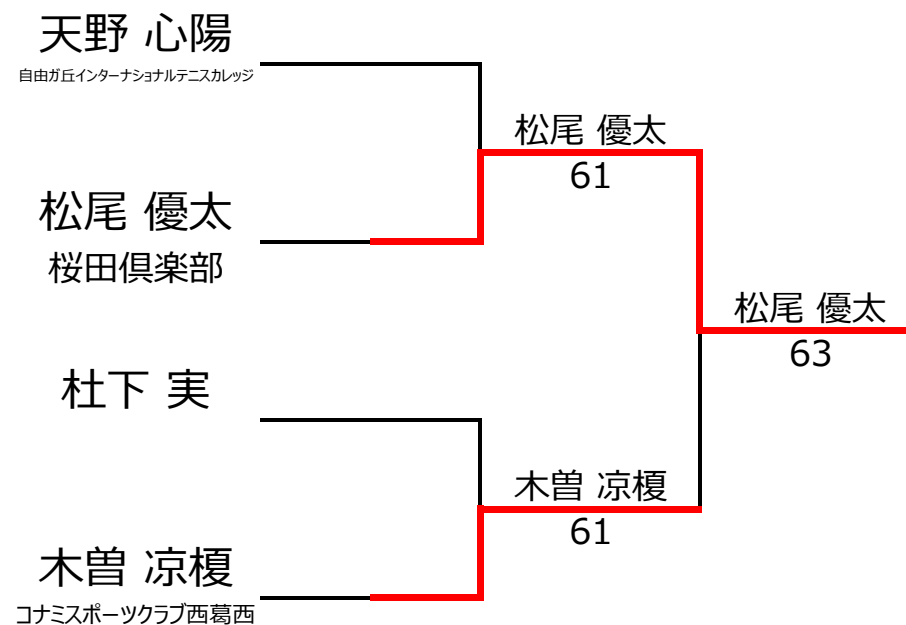 天野 心陽
自由ガ丘インターナショナルテニスカレッジ
松尾 優太
61
松尾 優太
桜田倶楽部
松尾 優太
63
杜下 実
木曽 凉榎
61
木曽 凉榎
コナミスポーツクラブ西葛西